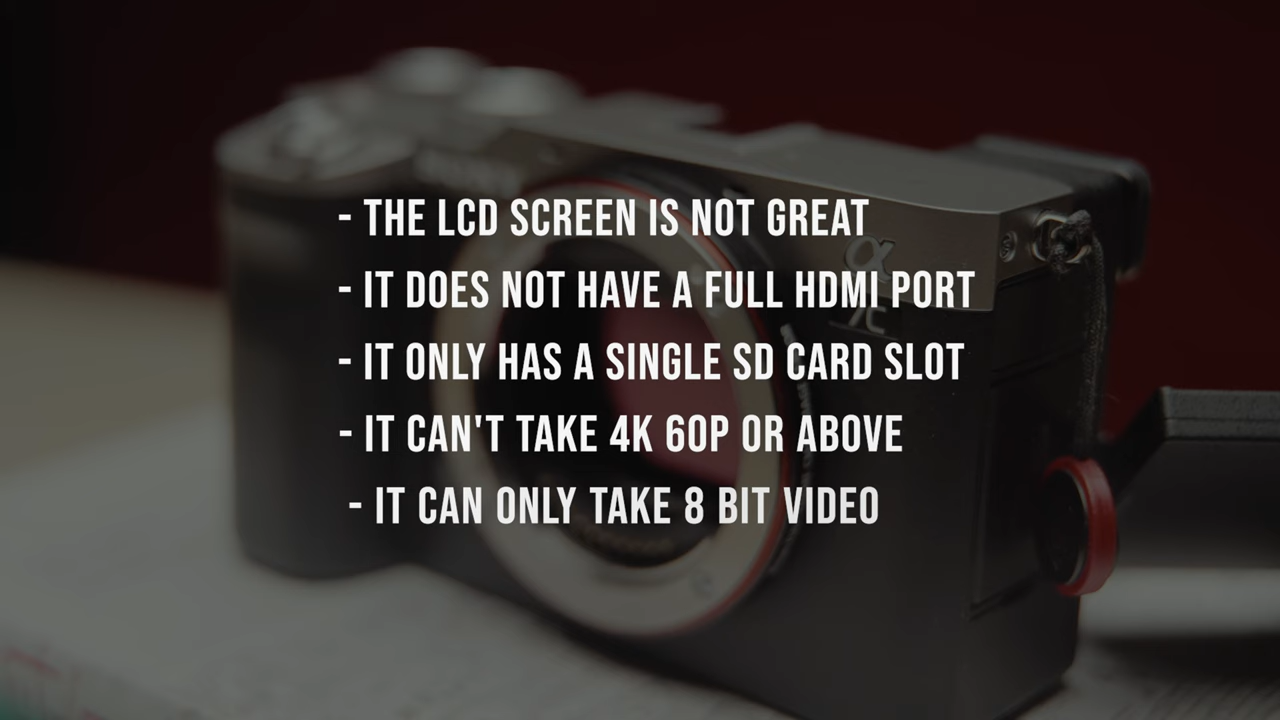 - THE LCD SCREEN IS NOT GREAT
- IT DOES NOT HAVE A FULL HDMI PORT
- IT ONLY HAS A SINGLE SD CARD SLOT
- IT CAN'T TAKE 4K 60P OR ABOVE
- IT CAN ONLY TAKE 8 BIT VIDEO
α
7C